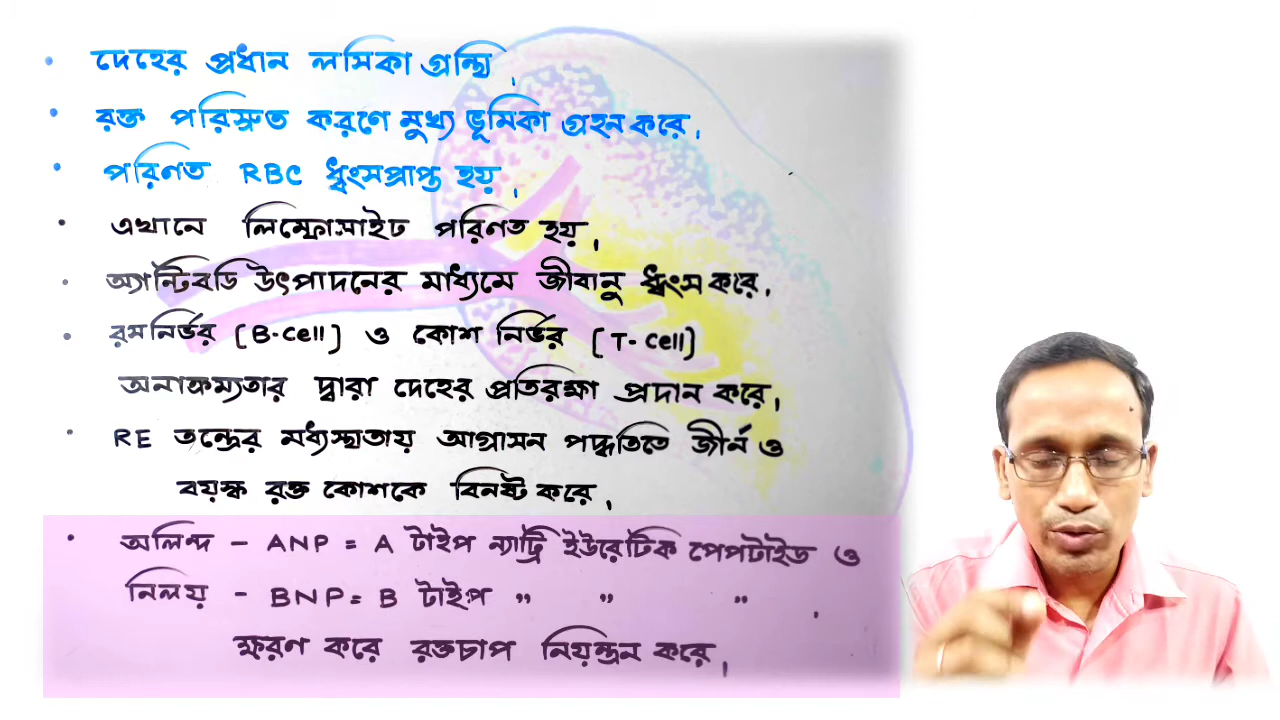 • দেহের প্রধান লসিকা গ্রন্থি।
• রক্ত পরিস্রুত করণে মুখ্য ভূমিকা গ্রহন করে।
• পরিণত RBC ধ্বংসপ্রাপ্ত হয়।
• এখানে লিম্ফোসাইট পরিণত হয়।
• অ্যান্টিবডি উৎপাদনের মাধ্যমে জীবানু ধ্বংস করে।
• রসনির্ভর [B-cell] ও কোশ নির্ভর [T-cell]
অনাক্রম্যতার দ্বারা দেহের প্রতিরক্ষা প্রদান করে।
• RE তন্ত্রের মধ্যস্থতায় আগ্রাসন পদ্ধতিতে জীর্ন ও
বয়স্ক রক্ত কোশকে বিনষ্ট করে।
• অলিন্দ - ANP = A টাইপ ন্যাট্রি ইউরেটিক পেপটাইড ও
নিলয় - BNP = B টাইপ " " " ।
ক্ষরণ করে রক্তচাপ নিয়ন্ত্রন করে।